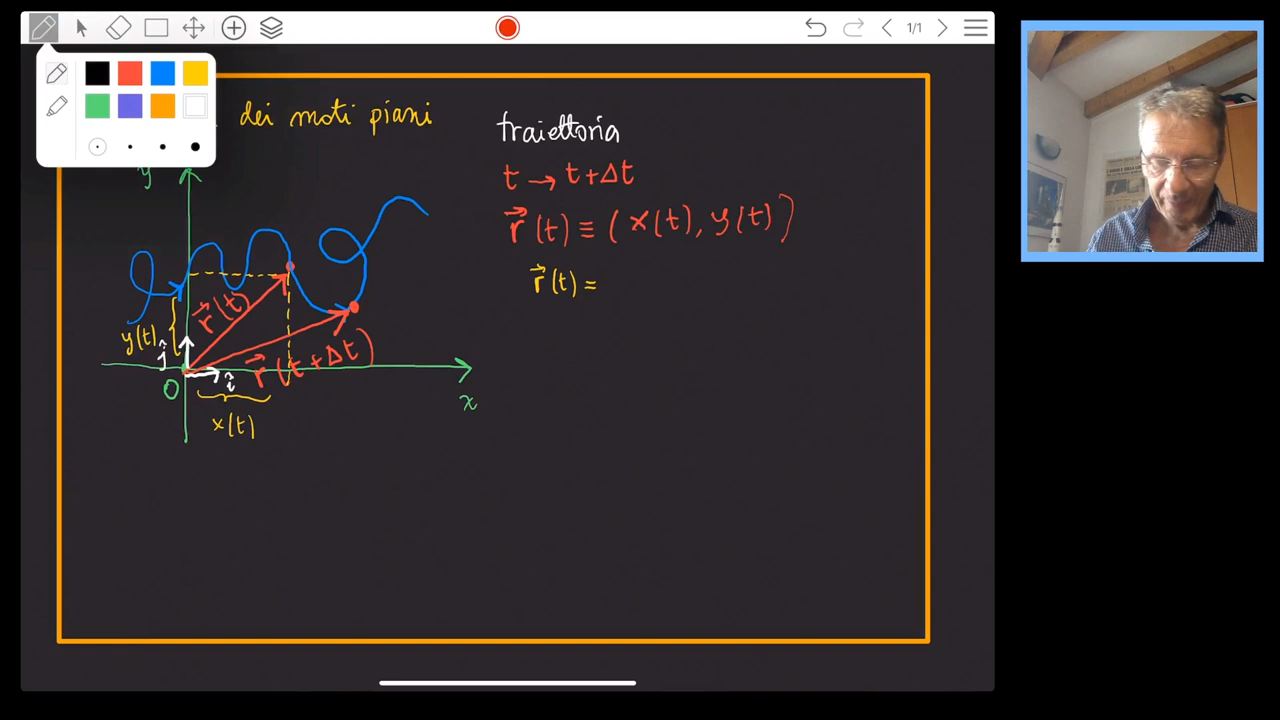 1/1
dei moti piani
traiettoria
t → t+Δt
r⃗(t) ≡ (x(t), y(t))
r⃗(t) =
y
r⃗(t)
y(t)
ĵ
r⃗(t+Δt)
î
O
x
x(t)